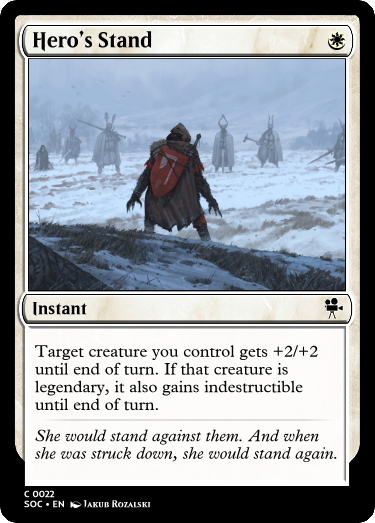 Hero's Stand
Instant
Target creature you control gets +2/+2
until end of turn. If that creature is
legendary, it also gains indestructible
until end of turn.
She would stand against them. And when
she was struck down, she would stand again.
C 0022
SOC • EN Jakub Rozalski